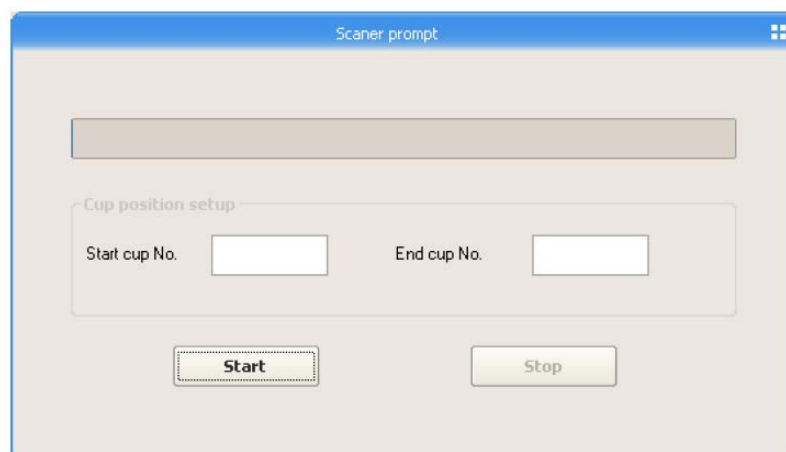 Scaner prompt
Cup position setup
Start cup No. End cup No.
Start Stop